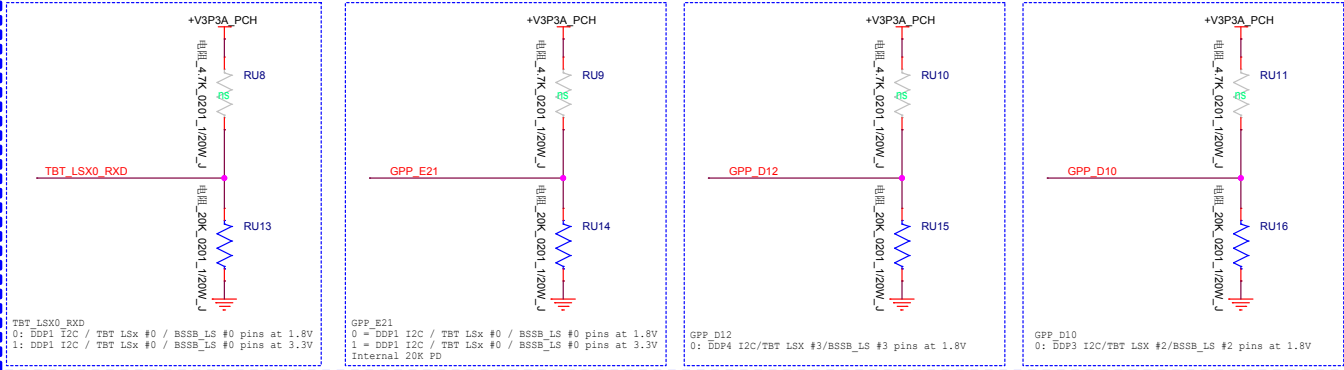 +V3P3A_PCH
电阻_4.7K_0201_1/20W_J
RU8
ns
TBT_LSX0_RXD
电阻_20K_0201_1/20W_J
RU13
TBT_LSX0_RXD
0: DDP1 I2C / TBT LSx #0 / BSSB_LS #0 pins at 1.8V
1: DDP1 I2C / TBT LSx #0 / BSSB_LS #0 pins at 3.3V
+V3P3A_PCH
电阻_4.7K_0201_1/20W_J
RU9
ns
GPP_E21
电阻_20K_0201_1/20W_J
RU14
GPP_E21
0 = DDP1 I2C / TBT LSx #0 / BSSB_LS #0 pins at 1.8V
1 = DDP1 I2C / TBT LSx #0 / BSSB_LS #0 pins at 3.3V
Internal 20K PD
+V3P3A_PCH
电阻_4.7K_0201_1/20W_J
RU10
ns
GPP_D12
电阻_20K_0201_1/20W_J
RU15
GPP_D12
0: DDP4 I2C/TBT LSX #3/BSSB_LS #3 pins at 1.8V
+V3P3A_PCH
电阻_4.7K_0201_1/20W_J
RU11
ns
GPP_D10
电阻_20K_0201_1/20W_J
RU16
GPP_D10
0: DDP3 I2C/TBT LSX #2/BSSB_LS #2 pins at 1.8V